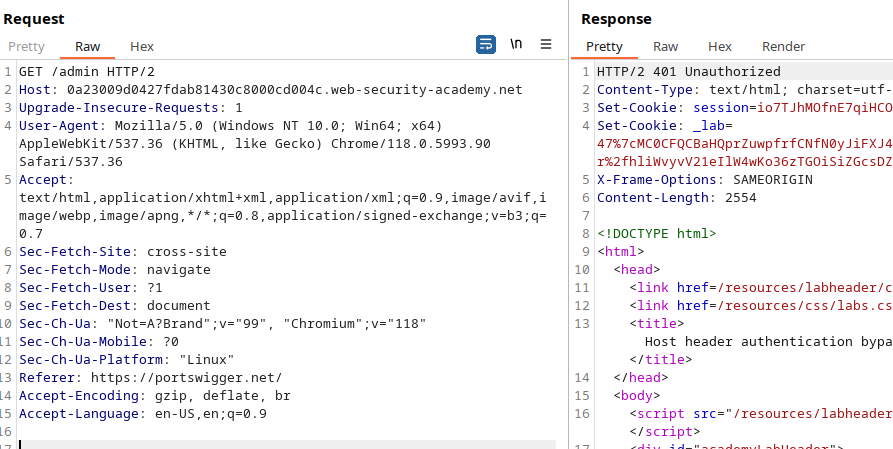 Request
Pretty Raw Hex
\n
1 GET /admin HTTP/2
2 Host: 0a23009d0427fdab81430c8000cd004c.web-security-academy.net
3 Upgrade-Insecure-Requests: 1
4 User-Agent: Mozilla/5.0 (Windows NT 10.0; Win64; x64)
AppleWebKit/537.36 (KHTML, like Gecko) Chrome/118.0.5993.90
Safari/537.36
5 Accept:
text/html,application/xhtml+xml,application/xml;q=0.9,image/avif,i
mage/webp,image/apng,*/*;q=0.8,application/signed-exchange;v=b3;q=
0.7
6 Sec-Fetch-Site: cross-site
7 Sec-Fetch-Mode: navigate
8 Sec-Fetch-User: ?1
9 Sec-Fetch-Dest: document
10 Sec-Ch-Ua: "Not=A?Brand";v="99", "Chromium";v="118"
11 Sec-Ch-Ua-Mobile: ?0
12 Sec-Ch-Ua-Platform: "Linux"
13 Referer: https://portswigger.net/
14 Accept-Encoding: gzip, deflate, br
15 Accept-Language: en-US,en;q=0.9
16
17
Response
Pretty Raw Hex Render
1 HTTP/2 401 Unauthorized
2 Content-Type: text/html; charset=utf-
3 Set-Cookie: session=io7TJhMOfnE7qiHCO
4 Set-Cookie: _lab=
47%7cMC0CFQCBaHQprZuwpfrfCNfN0yJiFXJ4
r%2fhliWvyvV21eIlW4wKo36zTGOiSiZGcsDZ
5 X-Frame-Options: SAMEORIGIN
6 Content-Length: 2554
7
8 <!DOCTYPE html>
9 <html>
10 <head>
11 <link href=/resources/labheader/c
12 <link href=/resources/css/labs.cs
13 <title>
Host header authentication bypa
</title>
14 </head>
15 <body>
16 <script src="/resources/labheader
</script>
17 <div id="academyLabHeader">